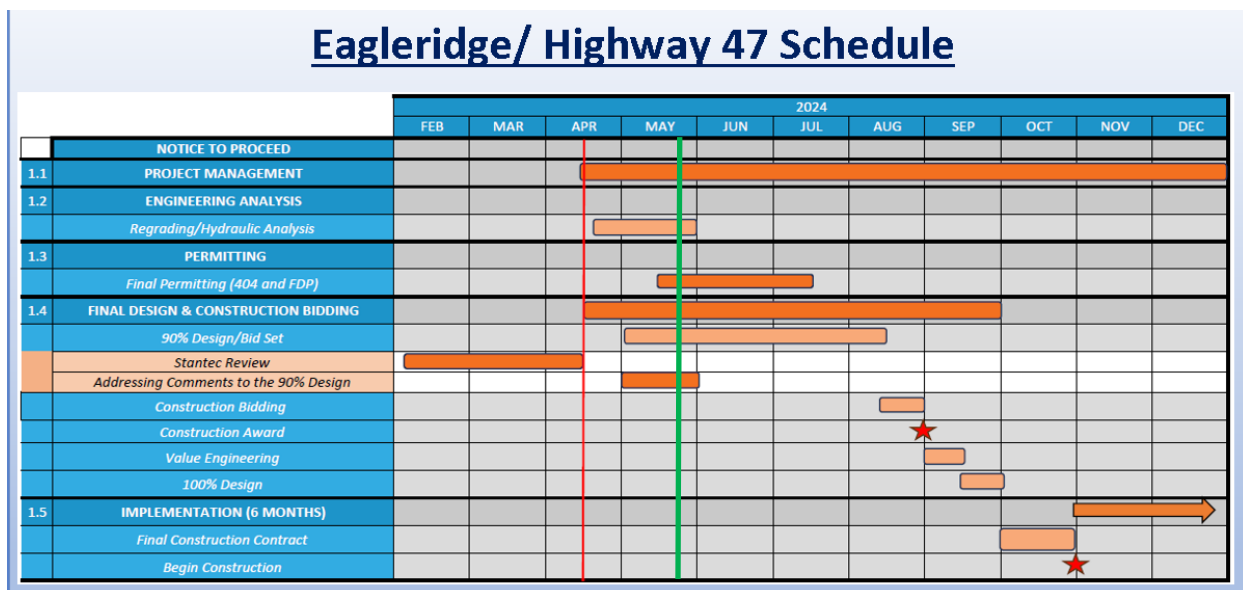 Eagleridge/ Highway 47 Schedule
2024
FEB MAR APR MAY JUN JUL AUG SEP OCT NOV DEC
NOTICE TO PROCEED
1.1 PROJECT MANAGEMENT
1.2 ENGINEERING ANALYSIS
Regrading/Hydraulic Analysis
1.3 PERMITTING
Final Permitting (404 and FDP)
1.4 FINAL DESIGN & CONSTRUCTION BIDDING
90% Design/Bid Set
Stantec Review
Addressing Comments to the 90% Design
Construction Bidding
Construction Award
Value Engineering
100% Design
1.5 IMPLEMENTATION (6 MONTHS)
Final Construction Contract
Begin Construction